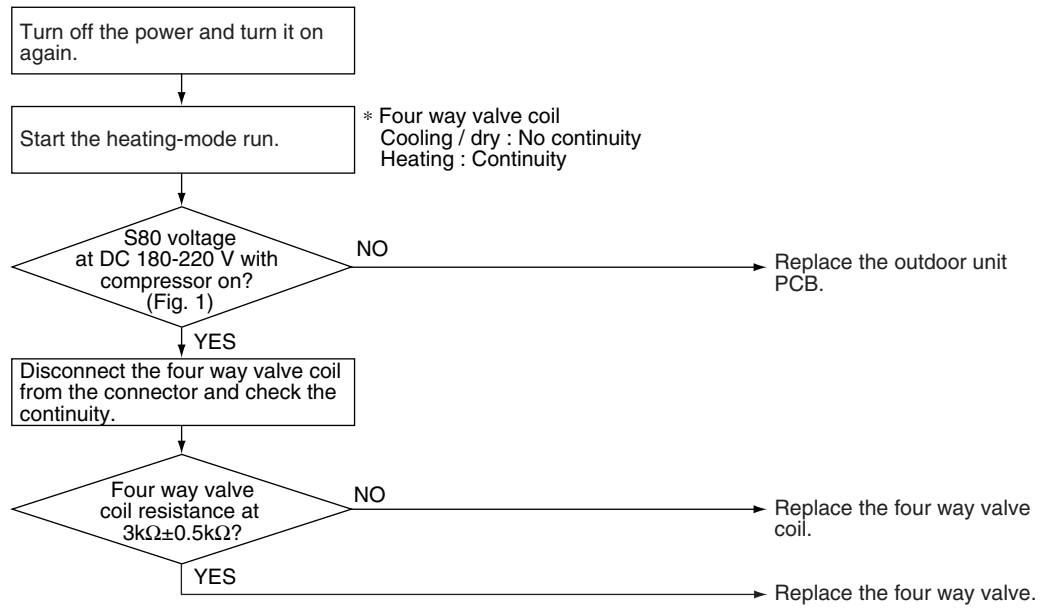 Turn off the power and turn it on
again.
Start the heating-mode run.
* Four way valve coil
Cooling / dry : No continuity
Heating : Continuity
S80 voltage
at DC 180-220 V with
compressor on?
(Fig. 1)
NO
Replace the outdoor unit
PCB.
YES
Disconnect the four way valve coil
from the connector and check the
continuity.
Four way valve
coil resistance at
3kΩ±0.5kΩ?
NO
Replace the four way valve
coil.
YES
Replace the four way valve.